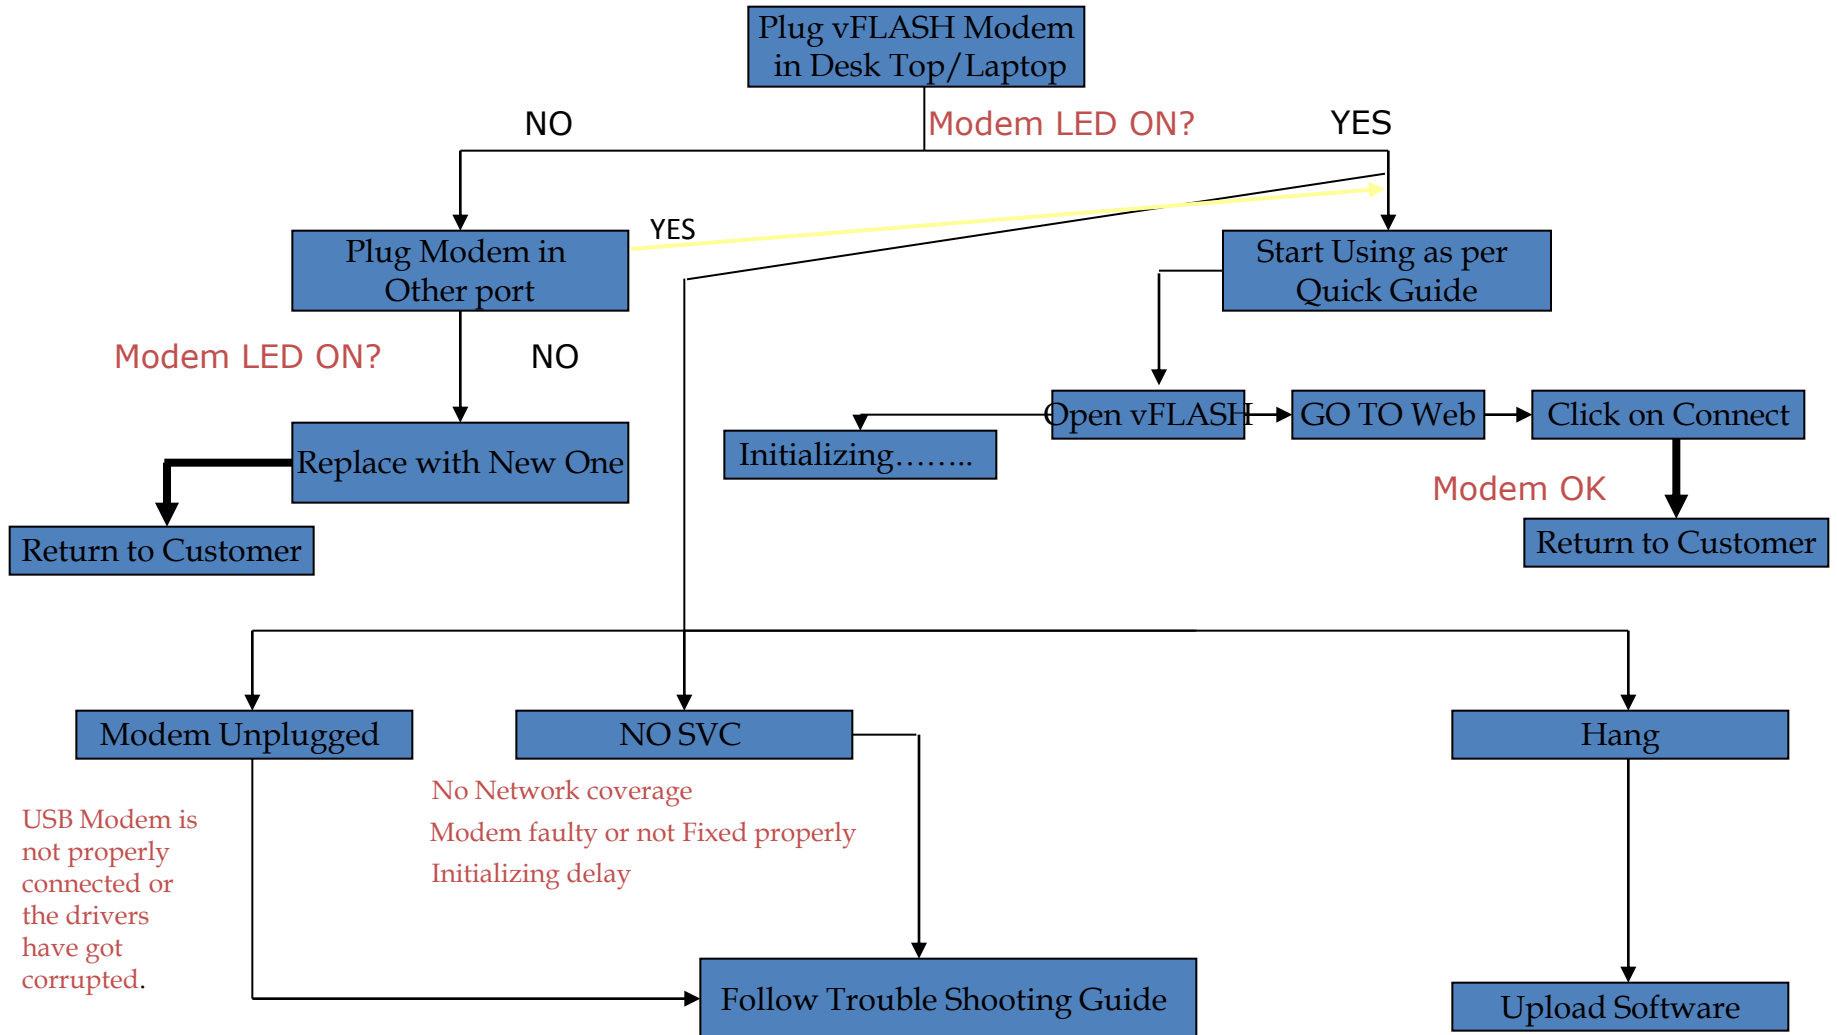 Plug vFLASH Modem
in Desk Top/Laptop
NO
Modem LED ON?
YES
YES
Plug Modem in
Other port
Start Using as per
Quick Guide
Modem LED ON?
NO
Open vFLASH
GO TO Web
Click on Connect
Initializing……..
Replace with New One
Modem OK
Return to Customer
Return to Customer
Modem Unplugged
NO SVC
Hang
No Network coverage
Modem faulty or not Fixed properly
Initializing delay
USB Modem is
not properly
connected or
the drivers
have got
corrupted.
Follow Trouble Shooting Guide
Upload Software